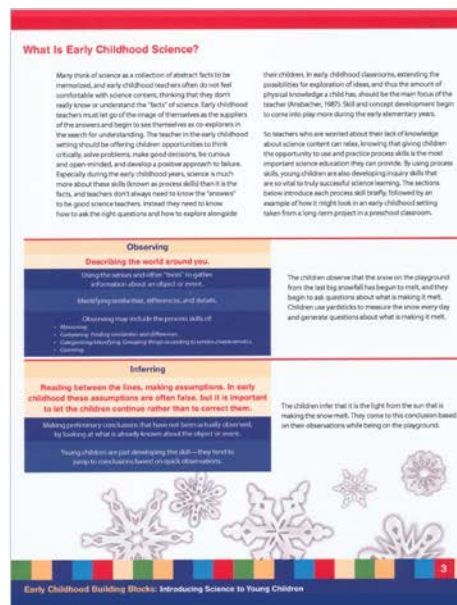 What Is Early Childhood Science?
Many think of science as a collection of abstract facts to be
memorized, and early childhood teachers often do not feel
comfortable with science content, thinking that they don't
really know or understand the "facts" of science. Early childhood
teachers must let go of the image of themselves as the suppliers
of the answers and begin to see themselves as co-explorers in
the search for understanding. The teacher in the early childhood
setting should be offering children opportunities to think
critically, solve problems, make good decisions, be curious
and open-minded, and develop a positive approach to failure.
Especially during the early childhood years, science is much
more about these skills (known as process skills) than it is the
facts, and teachers don't always need to know the "answers"
to be good science teachers. Instead they need to know
how to ask the right questions and how to explore alongside
their children. In early childhood classrooms, extending the
possibilities for exploration of ideas, and thus the amount of
physical knowledge a child has, should be the main focus of the
teacher (Ansbacher, 1987). Skill and concept development begin
to come into play more during the early elementary years.
So teachers who are worried about their lack of knowledge
about science content can relax, knowing that giving children
the opportunity to use and practice process skills is the most
important science education they can provide. By using process
skills, young children are also developing inquiry skills that
are so vital to truly successful science learning. The sections
below introduce each process skill briefly, followed by an
example of how it might look in an early childhood setting
taken from a long-term project in a preschool classroom.
Observing
Describing the world around you.
Using the senses and other "tools" to gather
information about an object or event.
Identifying similarities, differences, and details.
Observing may include the process skills of:
• Measuring
• Comparing: Finding similarities and differences.
• Categorizing/Identifying: Grouping things according to certain characteristics.
• Counting
The children observe that the snow on the playground
from the last big snowfall has begun to melt, and they
begin to ask questions about what is making it melt.
Children use yardsticks to measure the snow every day
and generate questions about what is making it melt.
Inferring
Reading between the lines, making assumptions. In early
childhood these assumptions are often false, but it is important
to let the children continue rather than to correct them.
Making preliminary conclusions that have not been actually observed,
by looking at what is already known about the object or event.
Young children are just developing this skill—they tend to
jump to conclusions based on quick observations.
The children infer that it is the light from the sun that is
making the snow melt. They come to this conclusion based
on their observations while being on the playground.
3
Early Childhood Building Blocks: Introducing Science to Young Children